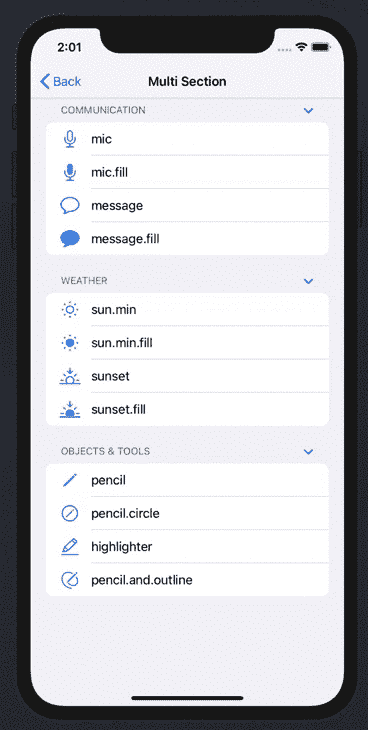 2:01
Back
Multi Section
COMMUNICATION
mic
mic.fill
message
message.fill
WEATHER
sun.min
sun.min.fill
sunset
sunset.fill
OBJECTS & TOOLS
pencil
pencil.circle
highlighter
pencil.and.outline